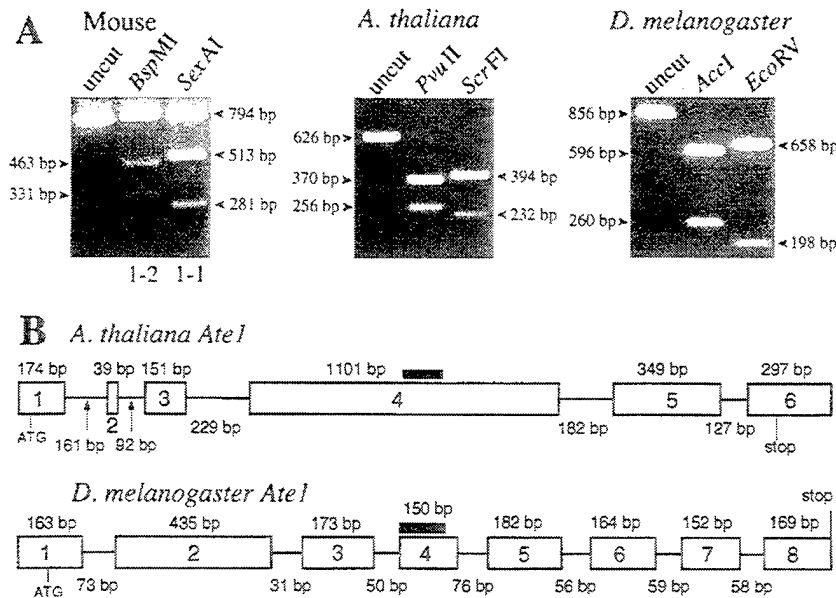 A
Mouse
A. thaliana
D. melanogaster
uncut BspMI SexAI
uncut PvuII ScrFI
uncut AccI EcoRV
794 bp
463 bp
513 bp
331 bp
281 bp
1-2 1-1
626 bp
370 bp
394 bp
256 bp
232 bp
856 bp
596 bp
658 bp
260 bp
198 bp
B A. thaliana Ate1
174 bp 39 bp 151 bp 1101 bp 349 bp 297 bp
1 2 3 4 5 6
ATG 161 bp 92 bp 229 bp 182 bp 127 bp stop
D. melanogaster Ate1
stop
163 bp 435 bp 173 bp 150 bp 182 bp 164 bp 152 bp 169 bp
1 2 3 4 5 6 7 8
ATG 73 bp 31 bp 50 bp 76 bp 56 bp 59 bp 58 bp